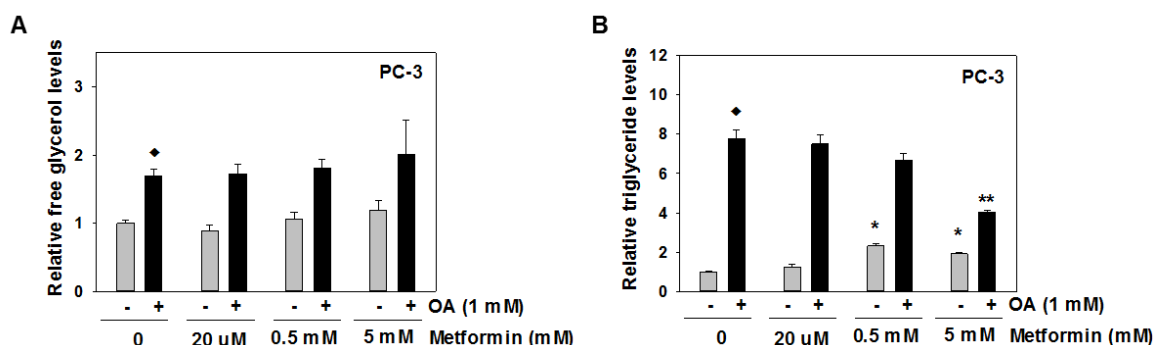 A
Relative free glycerol levels
3
2
1
0
PC-3
◆
- + - + - + - + OA (1 mM)
0 20 uM 0.5 mM 5 mM Metformin (mM)
B
Relative triglyceride levels
12
10
8
6
4
2
0
PC-3
◆
* * **
- + - + - + - + OA (1 mM)
0 20 uM 0.5 mM 5 mM Metformin (mM)